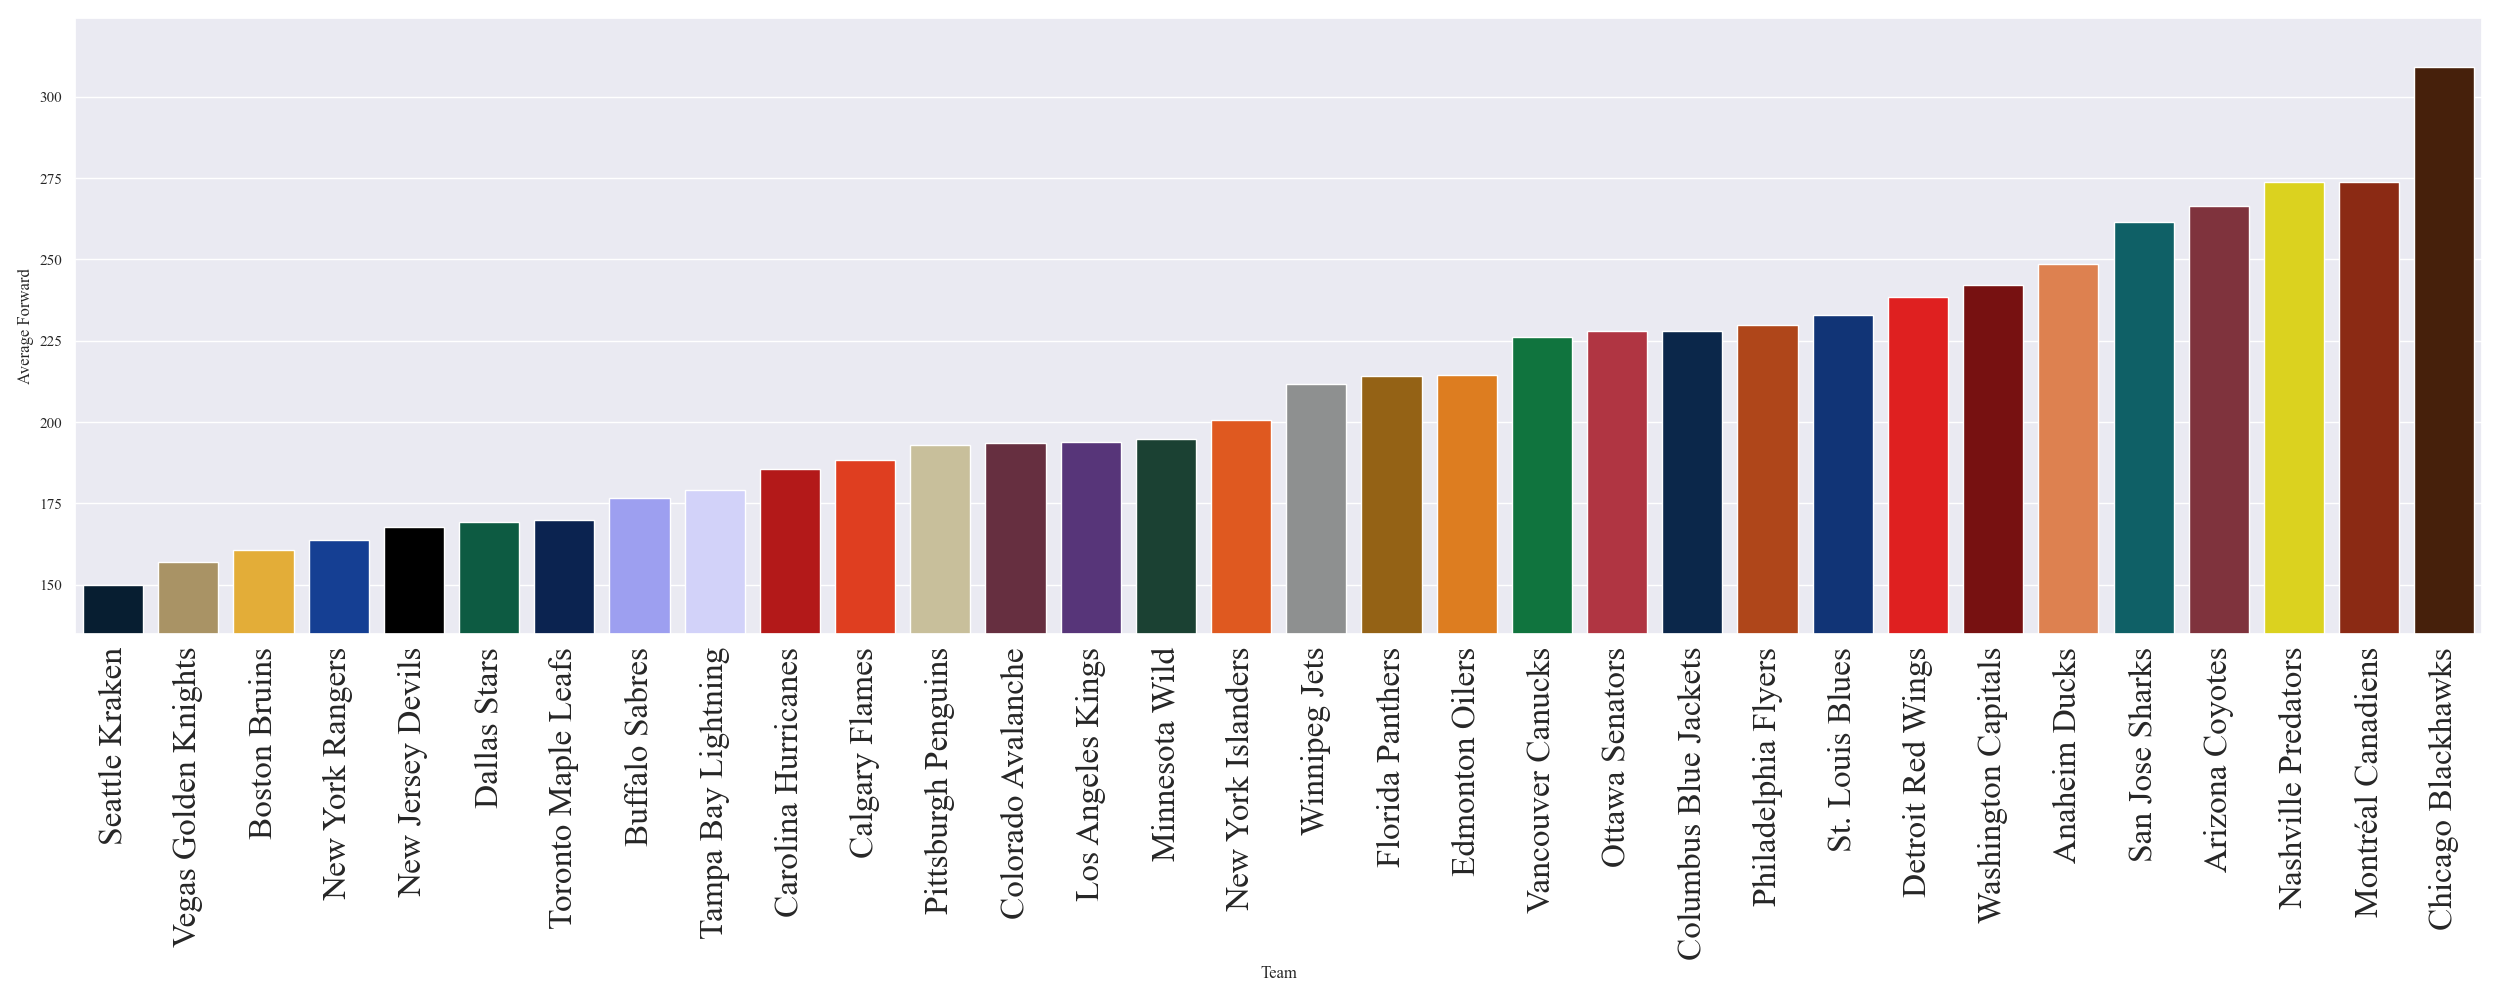 300
275
250
225
200
175
150
Average Forward
Seattle Kraken
Vegas Golden Knights
Boston Bruins
New York Rangers
New Jersey Devils
Dallas Stars
Toronto Maple Leafs
Buffalo Sabres
Tampa Bay Lightning
Carolina Hurricanes
Calgary Flames
Pittsburgh Penguins
Colorado Avalanche
Los Angeles Kings
Minnesota Wild
New York Islanders
Winnipeg Jets
Florida Panthers
Edmonton Oilers
Vancouver Canucks
Ottawa Senators
Columbus Blue Jackets
Philadelphia Flyers
St. Louis Blues
Detroit Red Wings
Washington Capitals
Anaheim Ducks
San Jose Sharks
Arizona Coyotes
Nashville Predators
Montréal Canadiens
Chicago Blackhawks
Team